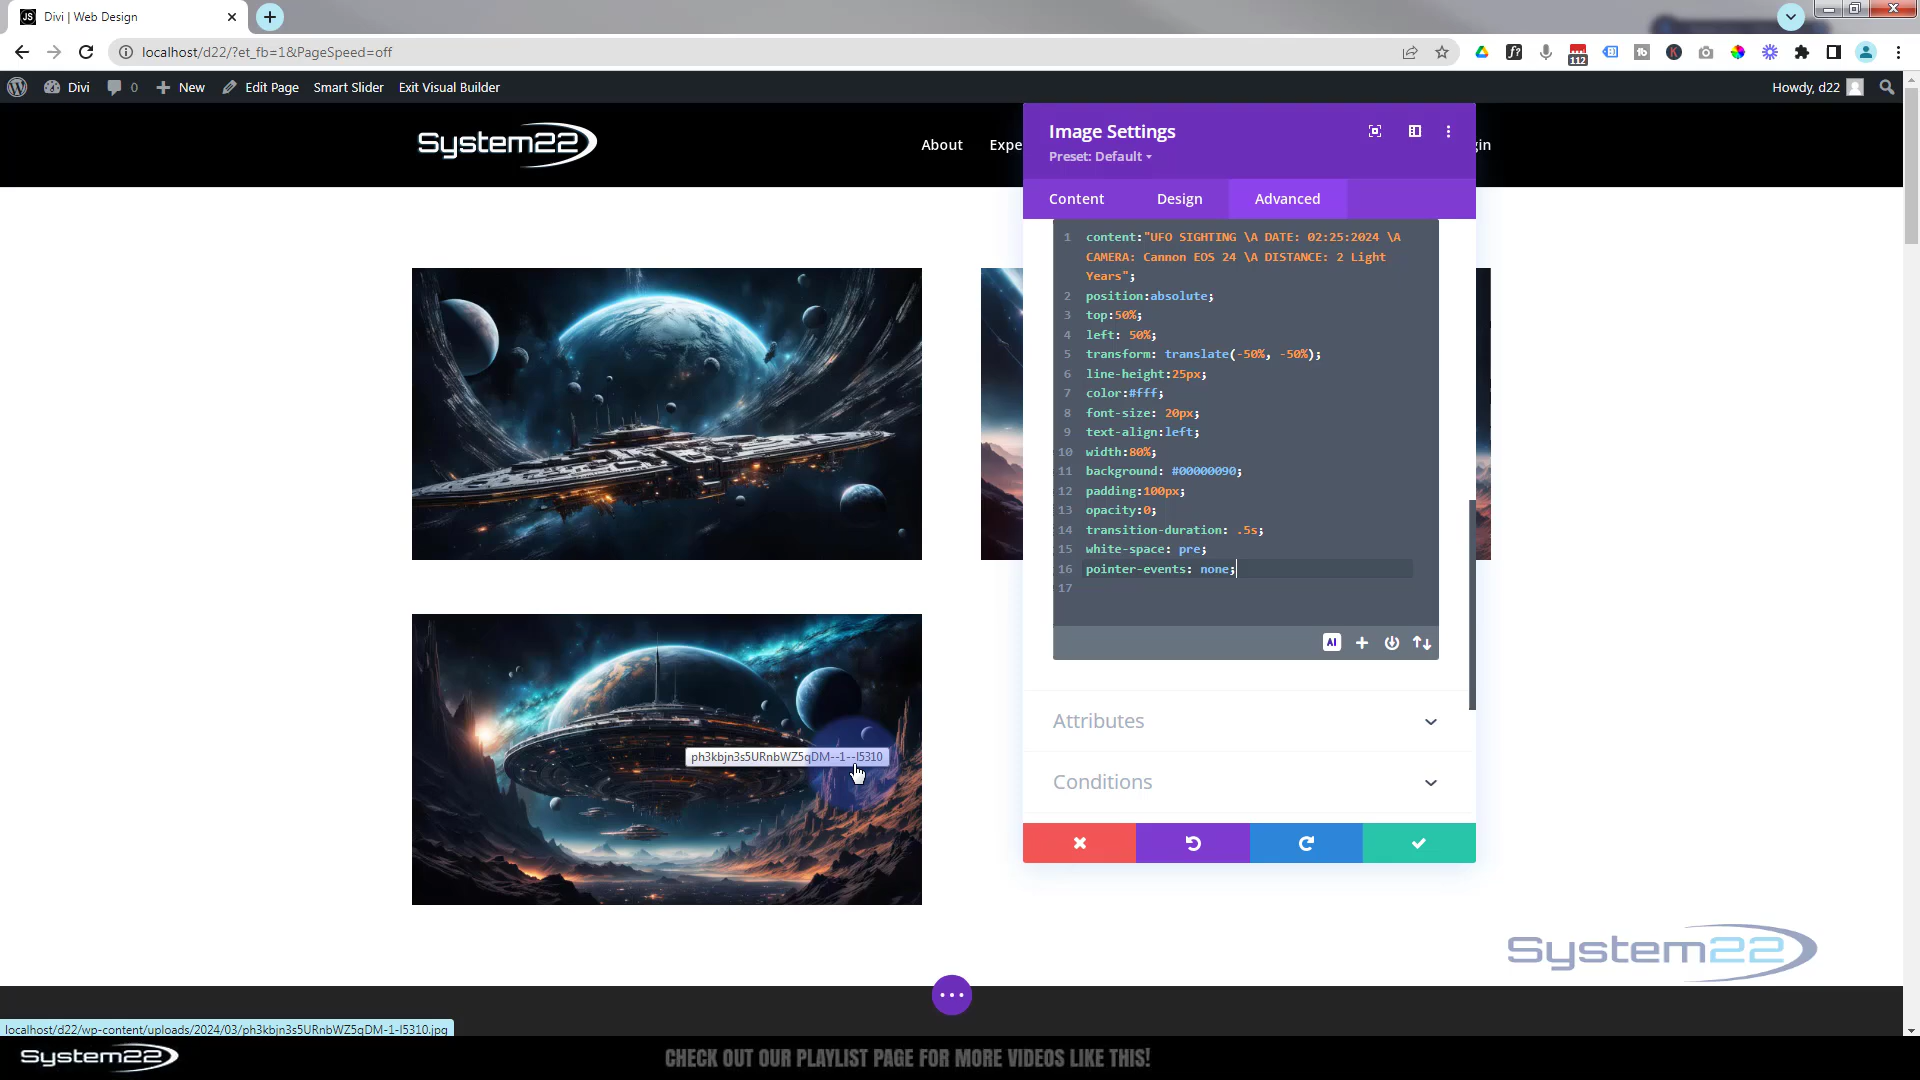 Divi | Web Design
localhost/d22/?et_fb=1&PageSpeed=off
112
Divi 0 New Edit Page Smart Slider Exit Visual Builder Howdy, d22
System22
About Expe gin
Image Settings
Preset: Default
Content Design Advanced
1 content:"UFO SIGHTING \A DATE: 02:25:2024 \A
CAMERA: Cannon EOS 24 \A DISTANCE: 2 Light
Years";
2 position:absolute;
3 top:50%;
4 left: 50%;
5 transform: translate(-50%, -50%);
6 line-height:25px;
7 color:#fff;
8 font-size: 20px;
9 text-align:left;
10 width:80%;
11 background: #00000090;
12 padding:100px;
13 opacity:0;
14 transition-duration: .5s;
15 white-space: pre;
16 pointer-events: none;
17
AI
Attributes
Conditions
ph3kbjn3s5URnbWZ5qDM--1--l5310
System22
localhost/d22/wp-content/uploads/2024/03/ph3kbjn3s5URnbWZ5qDM-1-l5310.jpg
System22
CHECK OUT OUR PLAYLIST PAGE FOR MORE VIDEOS LIKE THIS!